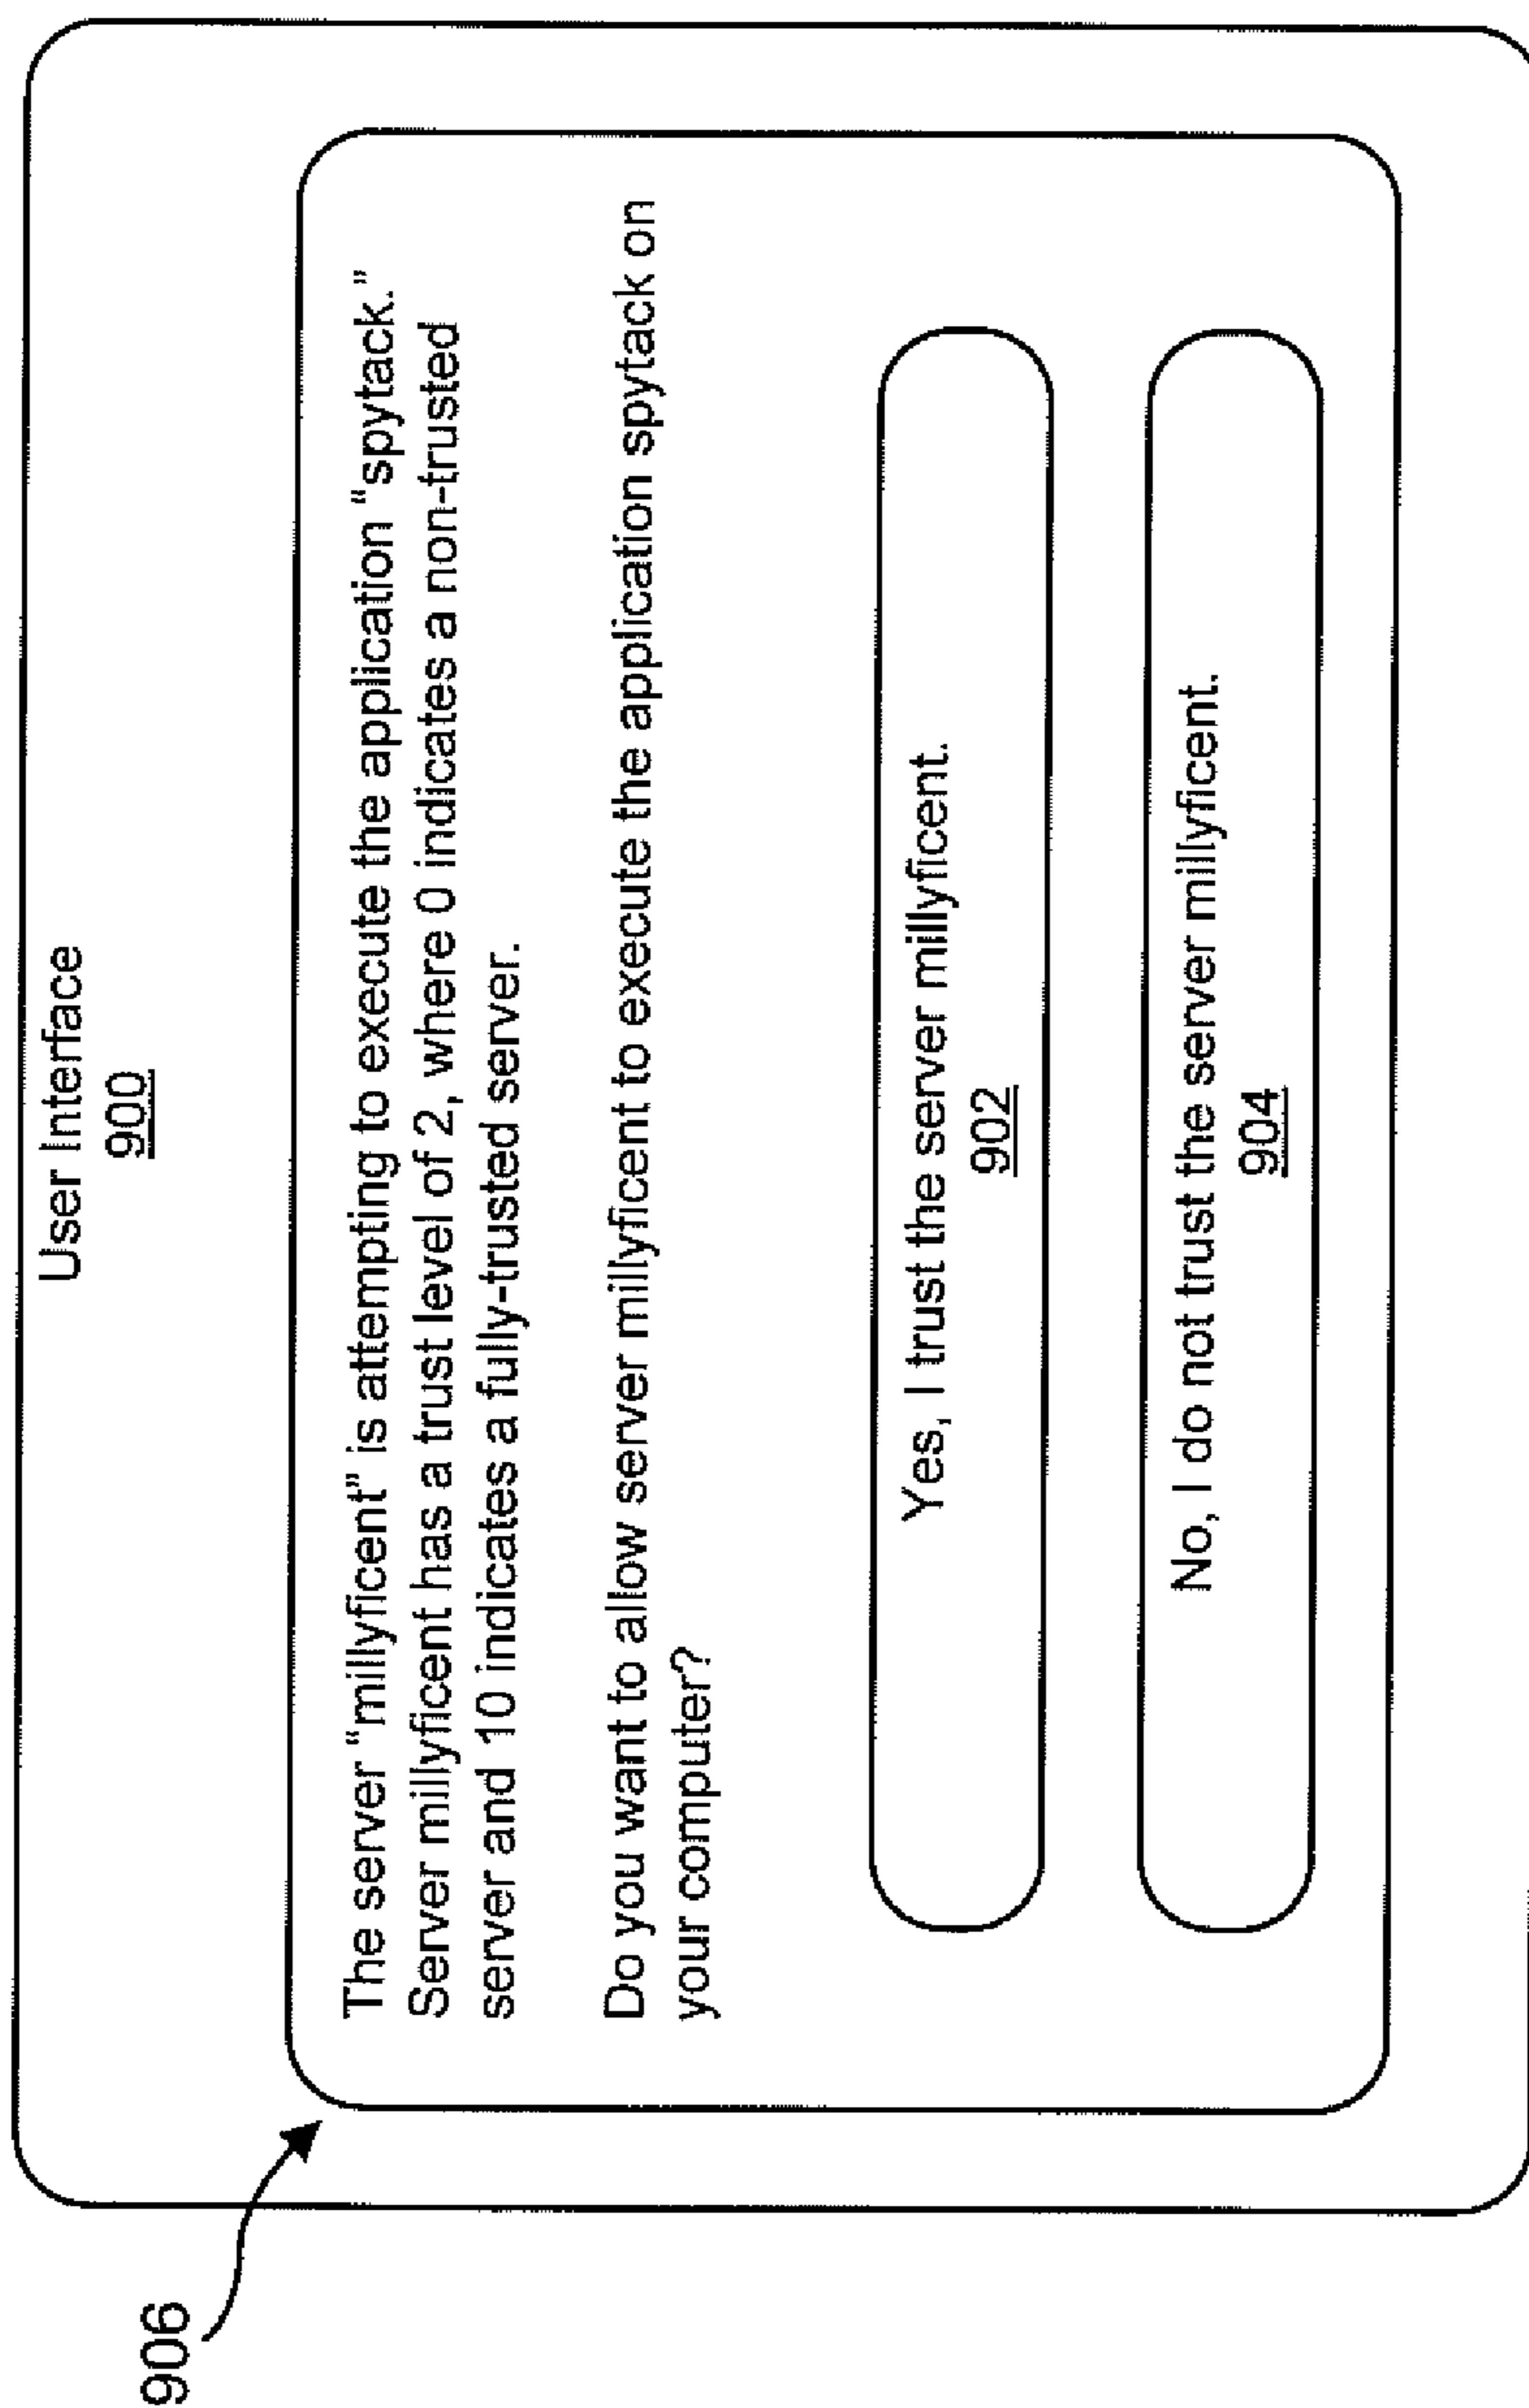 User Interface
900
The server "millyficent" is attempting to execute the application "spytack."
Server millyficent has a trust level of 2, where 0 indicates a non-trusted
server and 10 indicates a fully-trusted server.
Do you want to allow server millyficent to execute the application spytack on
your computer?
Yes, I trust the server millyficent.
902
No, I do not trust the server millyficent.
904
906